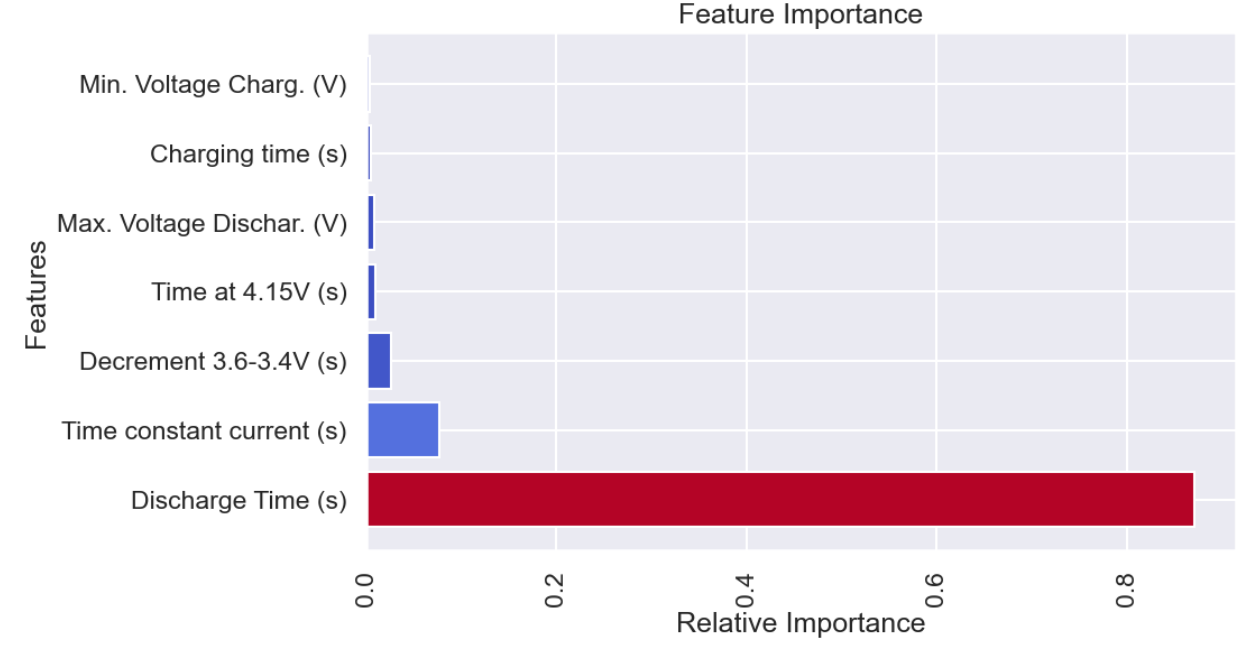 Feature Importance
Min. Voltage Charg. (V)
Charging time (s)
Max. Voltage Dischar. (V)
Time at 4.15V (s)
Decrement 3.6-3.4V (s)
Time constant current (s)
Discharge Time (s)
Features
0.0
0.2
0.4
0.6
0.8
Relative Importance